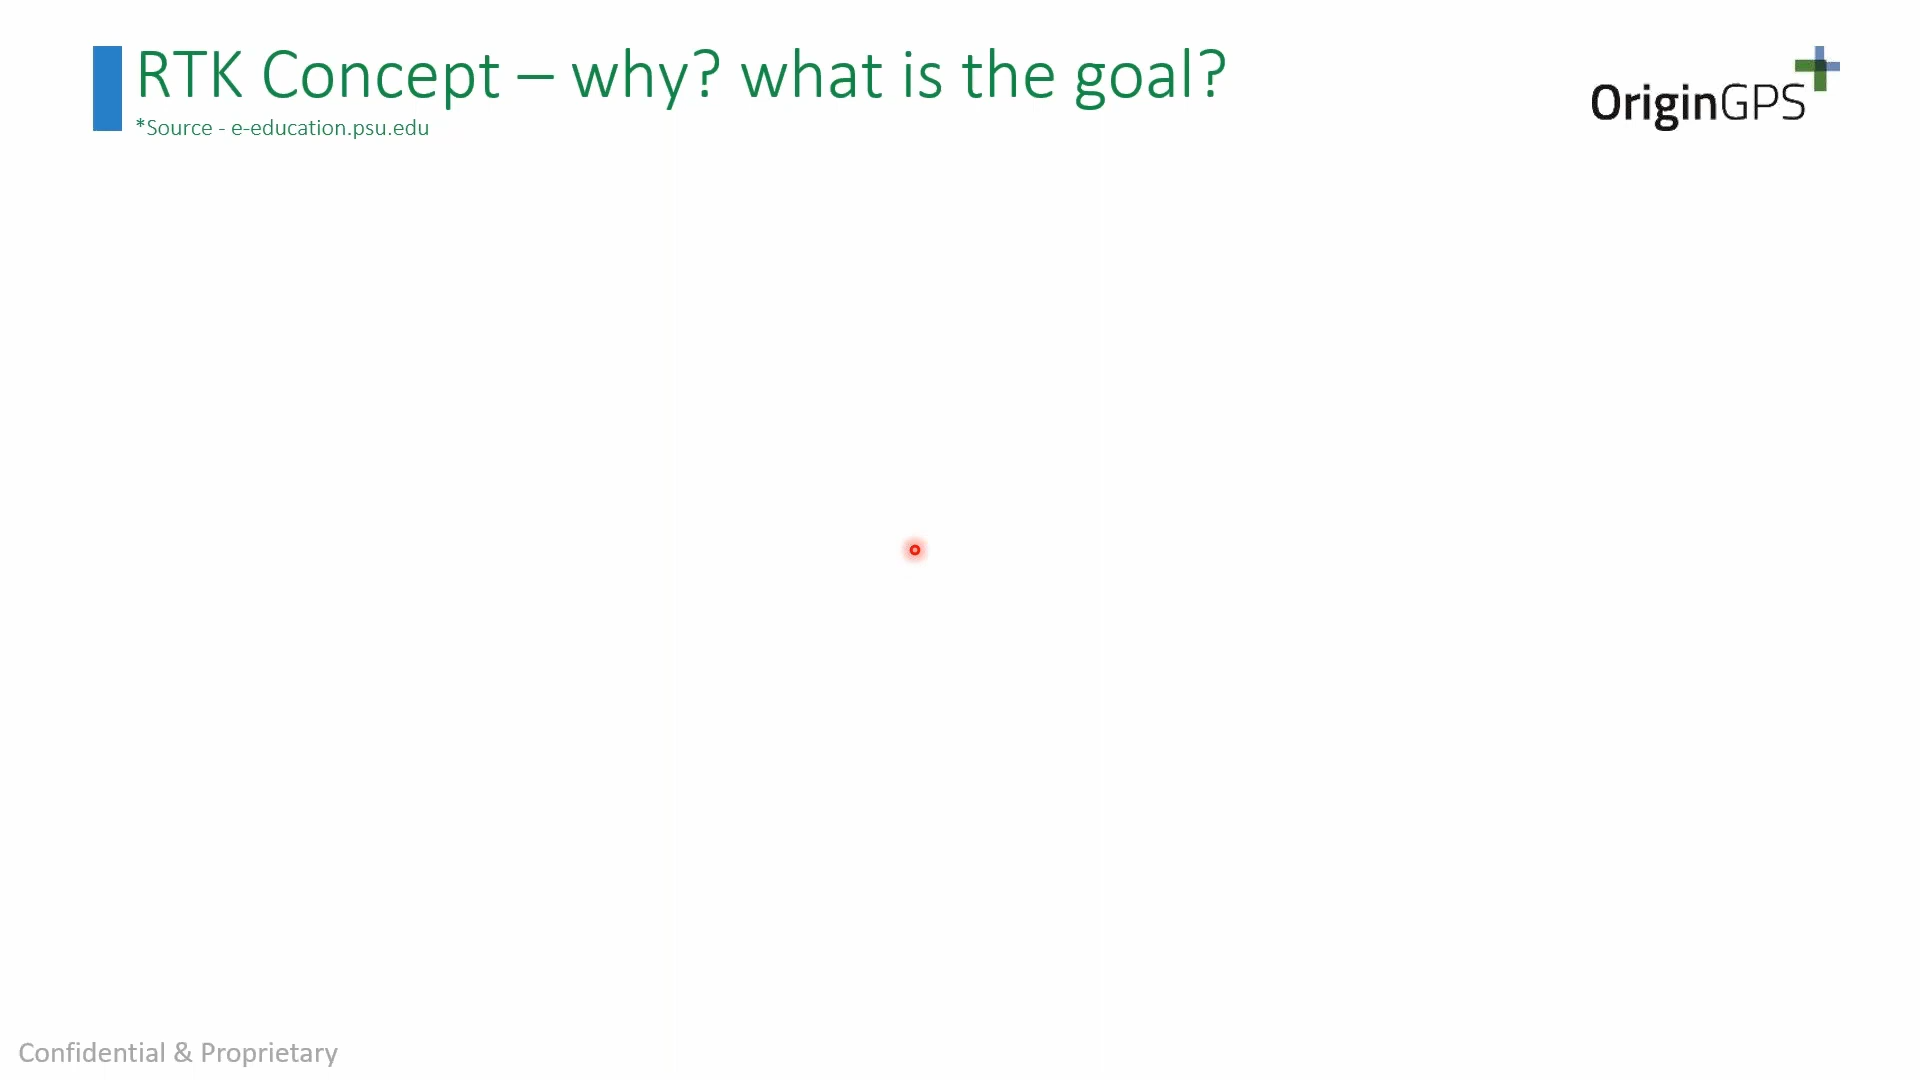 RTK Concept – why? what is the goal?
*Source - e-education.psu.edu
OriginGPS
Confidential & Proprietary